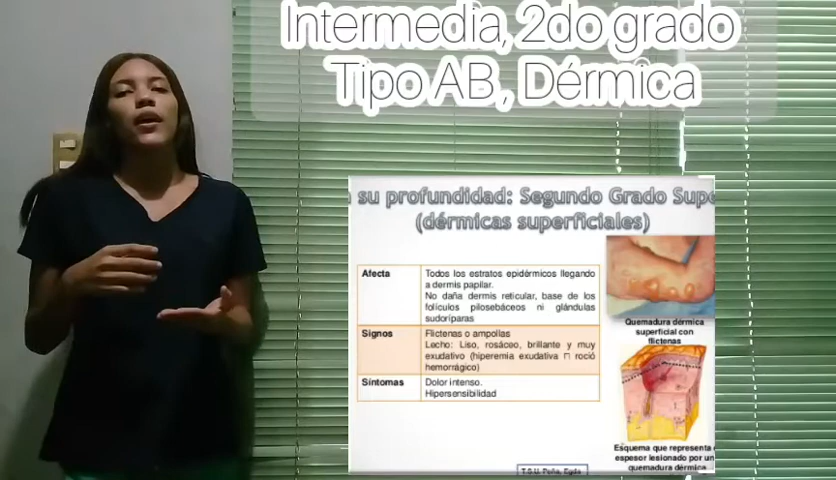 Intermedia, 2do grado
Tipo AB, Dérmica
su profundidad: Segundo Grado Supe
(dérmicas superficiales)
Afecta
Todos los estratos epidérmicos llegando
a dermis papilar.
No daña dermis reticular, base de los
folículos pilosebáceos ni glándulas
sudoríparas
Signos
Flictenas o ampollas
Lecho: Liso, rosáceo, brillante y muy
exudativo (hiperemia exudativa □ roció
hemorrágico)
Síntomas
Dolor intenso.
Hipersensibilidad
Quemadura dérmica
superficial con
flictenas
Esquema que representa
espesor lesionado por un
quemadura dérmica
T.S.U. Peña, Egda